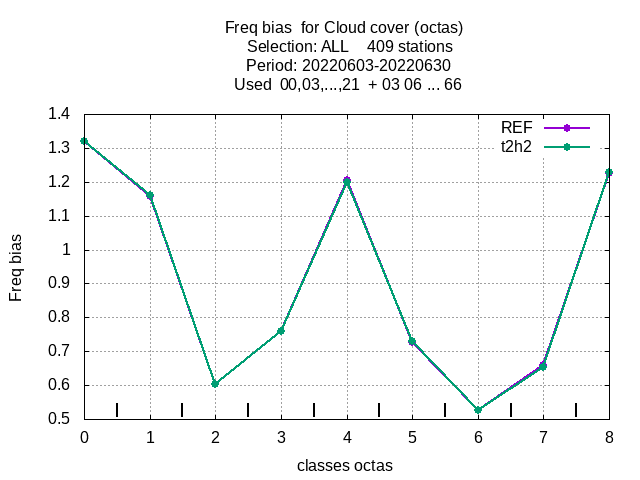 Freq bias  for Cloud cover (octas)
Selection: ALL    409 stations
Period: 20220603-20220630
Used  00,03,...,21  + 03 06 ... 66
REF
t2h2
1.4
1.3
1.2
1.1
1
0.9
0.8
0.7
0.6
0.5
Freq bias
0 1 2 3 4 5 6 7 8
classes octas